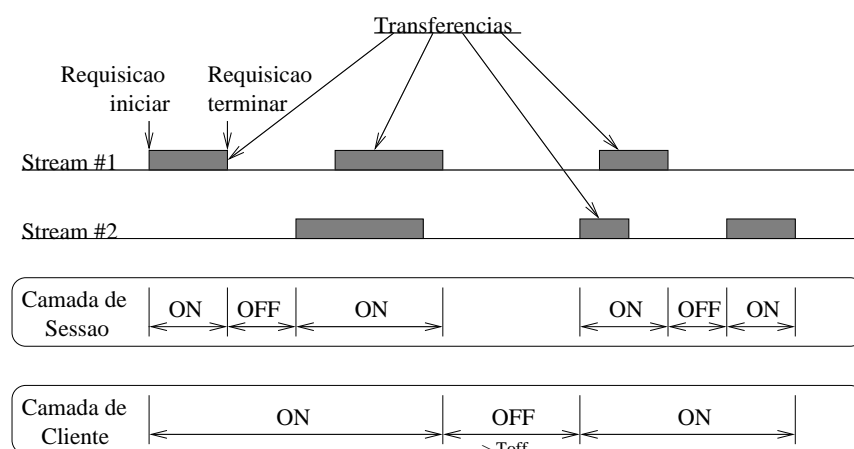 Transferencias
Requisicao iniciar
Requisicao terminar
Stream #1
Stream #2
Camada de Sessao
ON OFF ON ON OFF ON
Camada de Cliente
ON OFF ON
> Toff